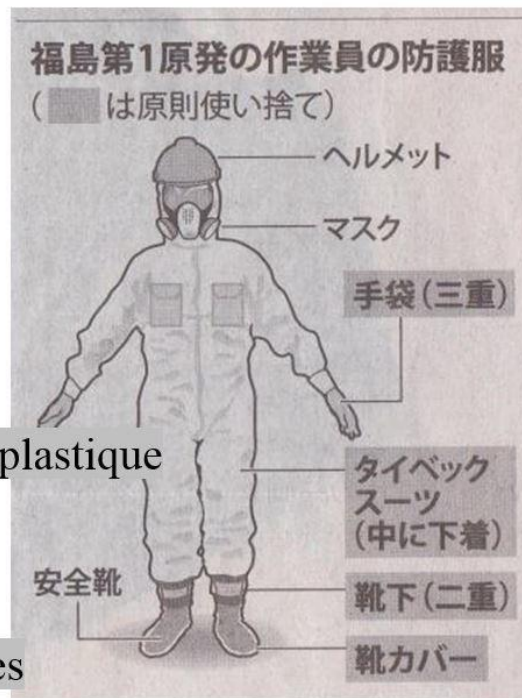 福島第1原発の作業員の防護服
( は原則使い捨て)
ヘルメット
マスク
手袋(三重)
plastique
タイベック
スーツ
(中に下着)
安全靴
靴下(二重)
靴カバー
es